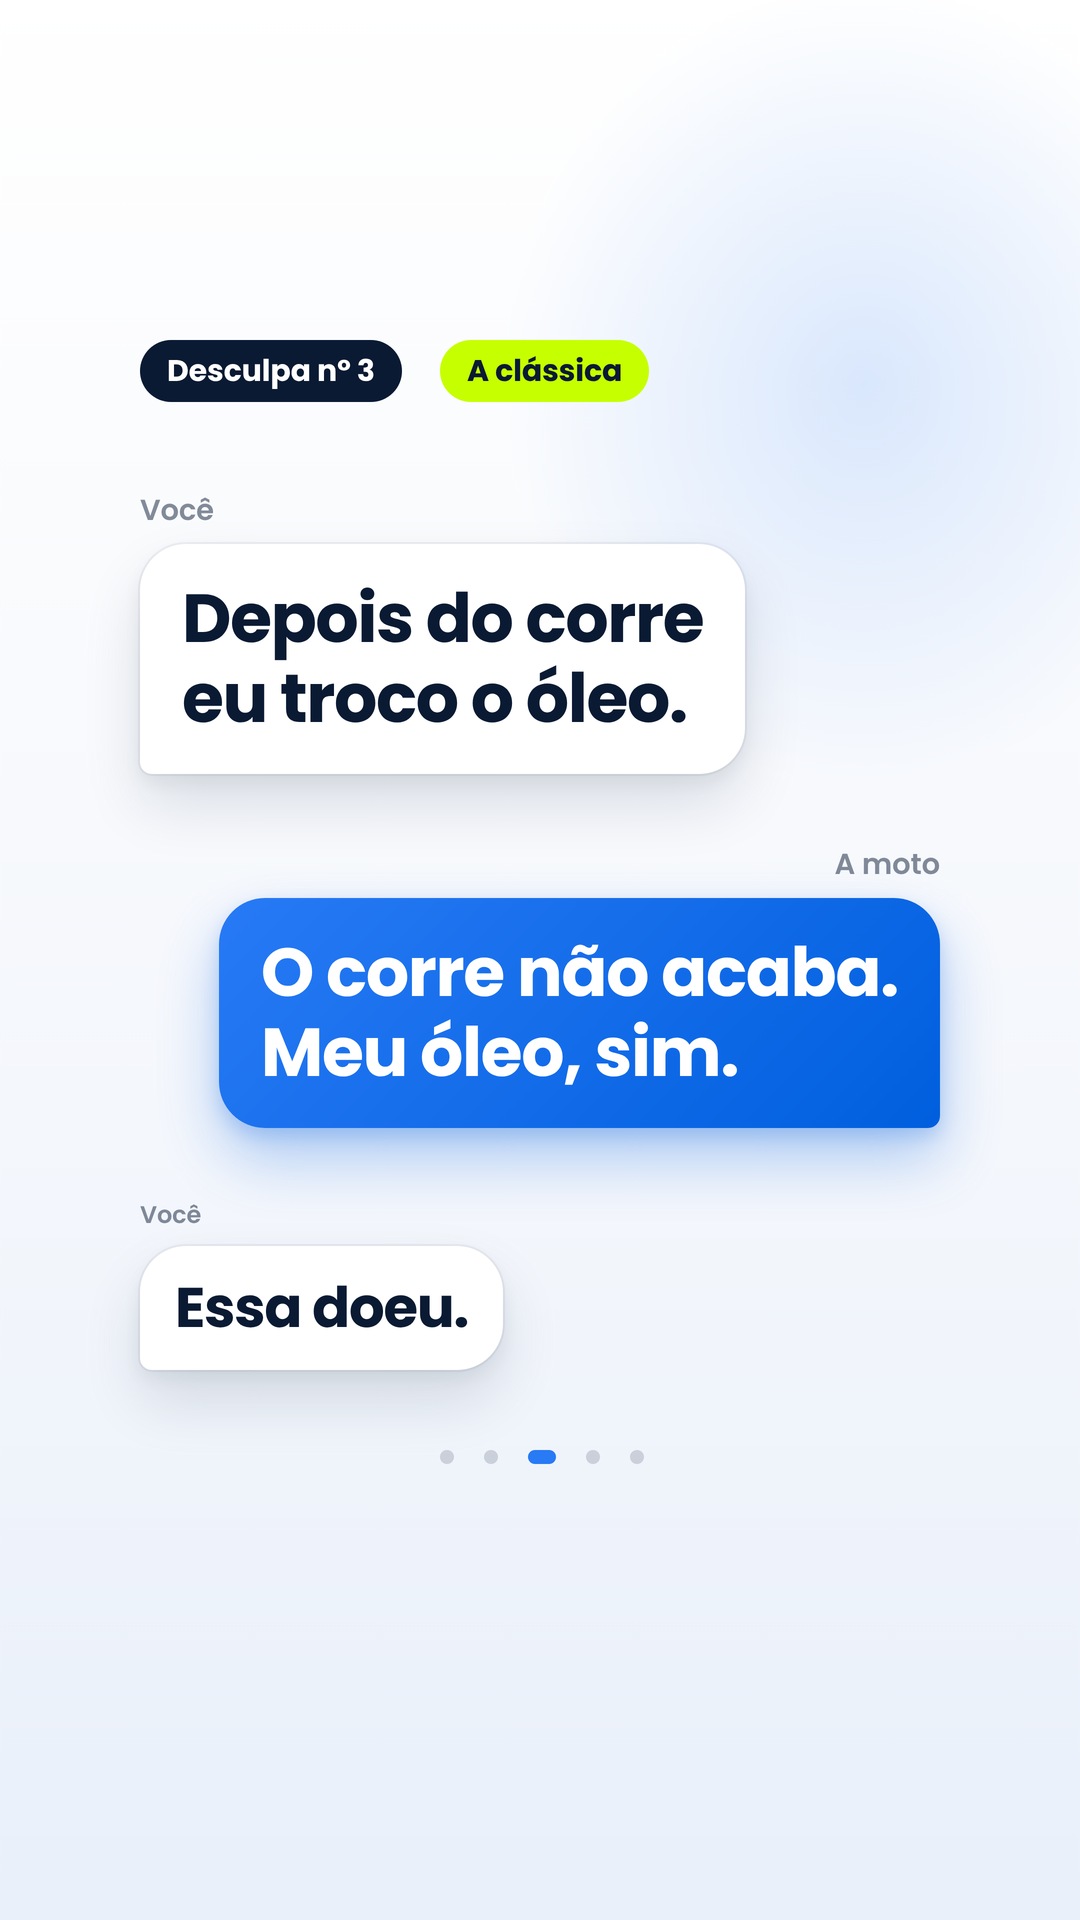 Desculpa nº 3
A clássica
Você
Depois do corre
eu troco o óleo.
A moto
O corre não acaba.
Meu óleo, sim.
Você
Essa doeu.